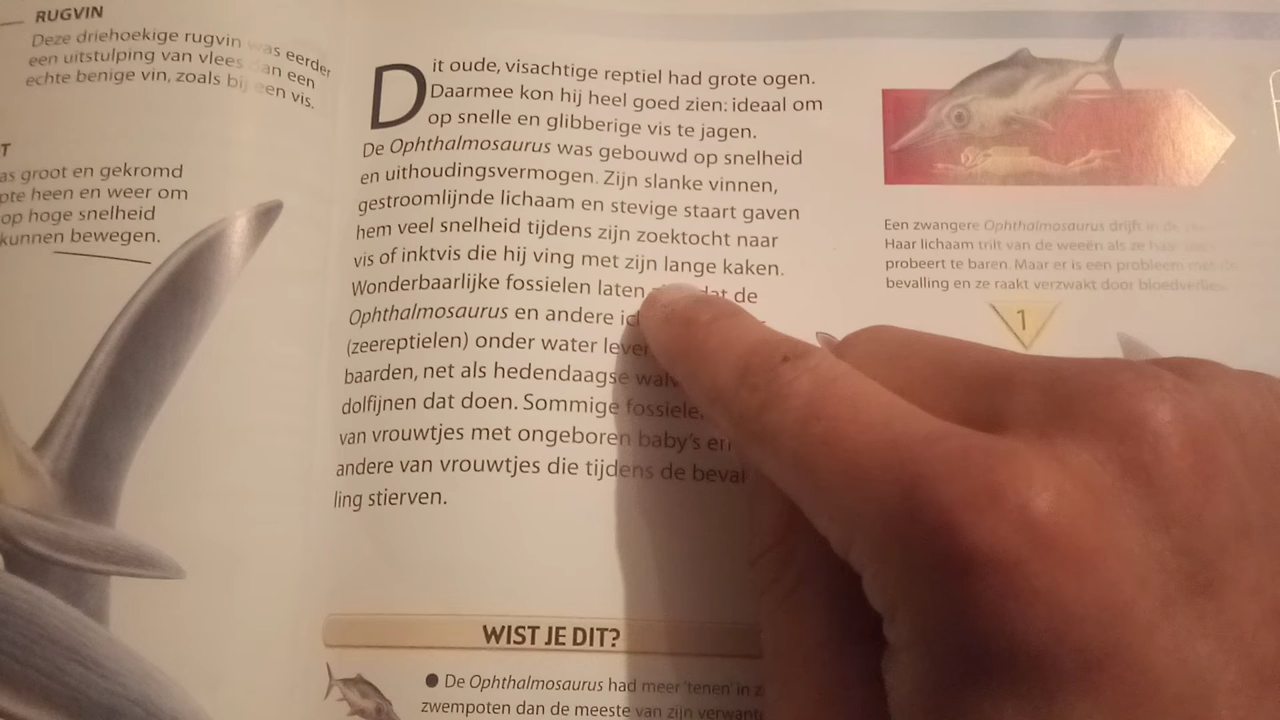 RUGVIN
Deze driehoekige rugvin was eerder
een uitstulping van vlees dan een
echte benige vin, zoals bij een vis.
T
as groot en gekromd
pte heen en weer om
op hoge snelheid
kunnen bewegen.
Dit oude, visachtige reptiel had grote ogen.
Daarmee kon hij heel goed zien: ideaal om
op snelle en glibberige vis te jagen.
De Ophthalmosaurus was gebouwd op snelheid
en uithoudingsvermogen. Zijn slanke vinnen,
gestroomlijnde lichaam en stevige staart gaven
hem veel snelheid tijdens zijn zoektocht naar
vis of inktvis die hij ving met zijn lange kaken.
Wonderbaarlijke fossielen laten dat de
Ophthalmosaurus en andere
(zeereptielen) onder water
baarden, net als hedendaagse
dolfijnen dat doen. Sommige
van vrouwtjes met ongeboren baby's en
andere van vrouwtjes die tijdens de beval
ling stierven.
WIST JE DIT?
● De Ophthalmosaurus had meer 'tenen' in z
zwempoten dan de meeste van zijn verwant
Een zwangere Ophthalmosaurus drijft in de
Haar lichaam trilt van de weeën als ze haar
probeert te baren. Maar er is een probleem met de
bevalling en ze raakt verzwakt door bloedverlies.
1